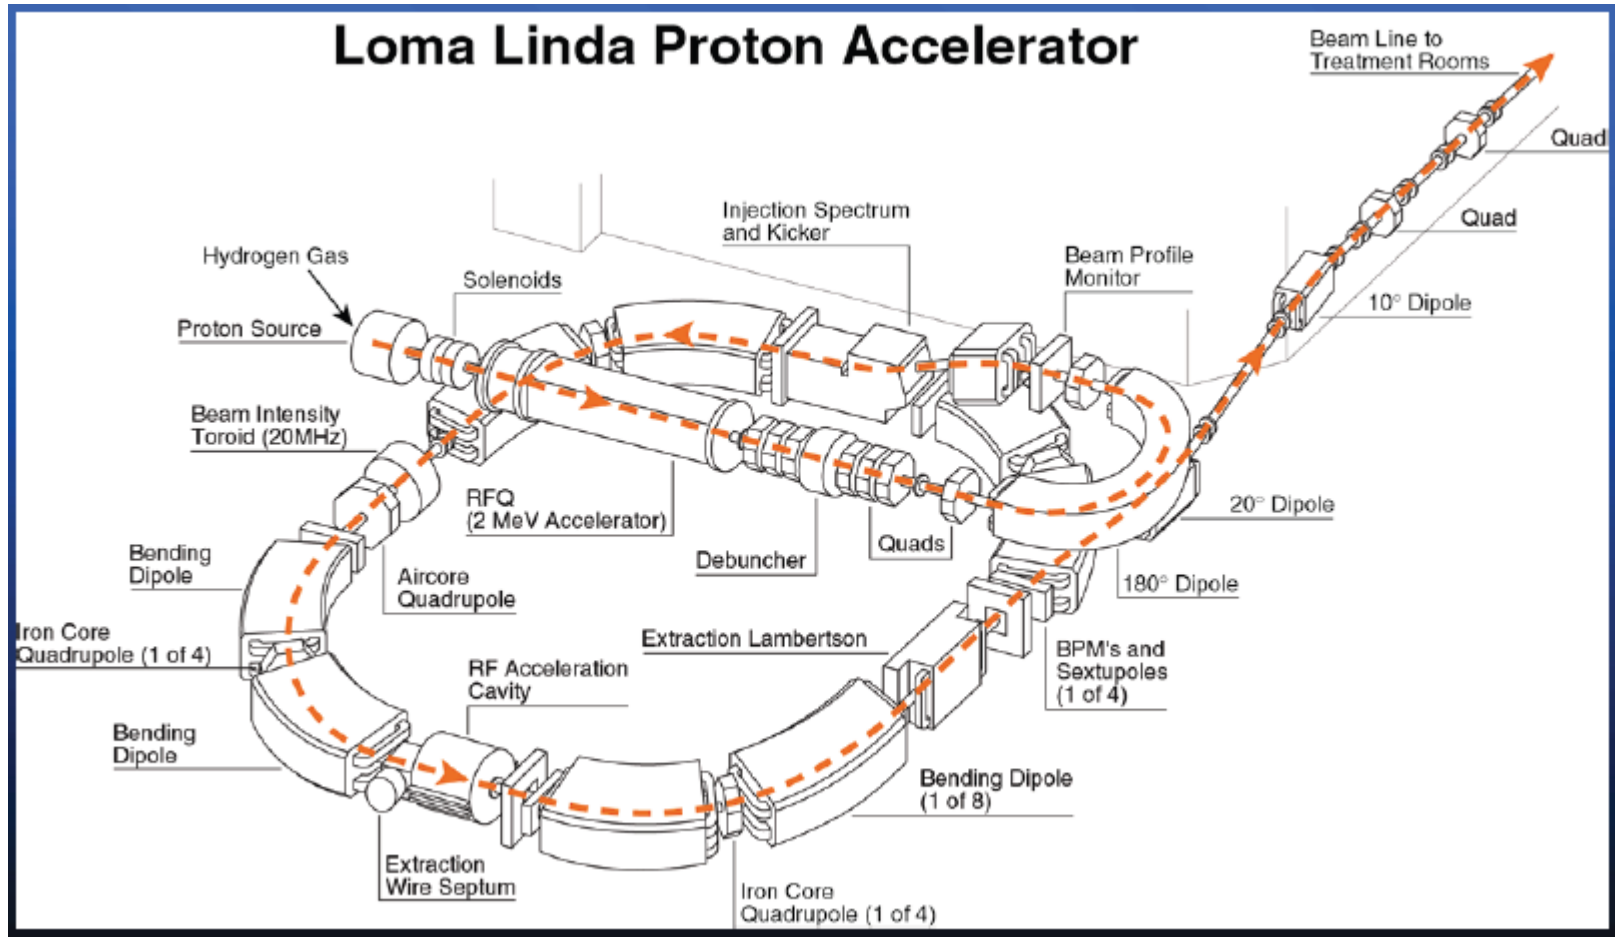 Loma Linda Proton Accelerator
Beam Line to
Treatment Rooms
Quad
Quad
10° Dipole
Injection Spectrum
and Kicker
Beam Profile
Monitor
Hydrogen Gas
Solenoids
Proton Source
Beam Intensity
Toroid (20MHz)
RFQ
(2 MeV Accelerator)
Debuncher
Quads
20° Dipole
180° Dipole
Bending
Dipole
Aircore
Quadrupole
Iron Core
Quadrupole (1 of 4)
Extraction Lambertson
BPM's and
Sextupoles
(1 of 4)
RF Acceleration
Cavity
Bending
Dipole
Bending Dipole
(1 of 8)
Extraction
Wire Septum
Iron Core
Quadrupole (1 of 4)